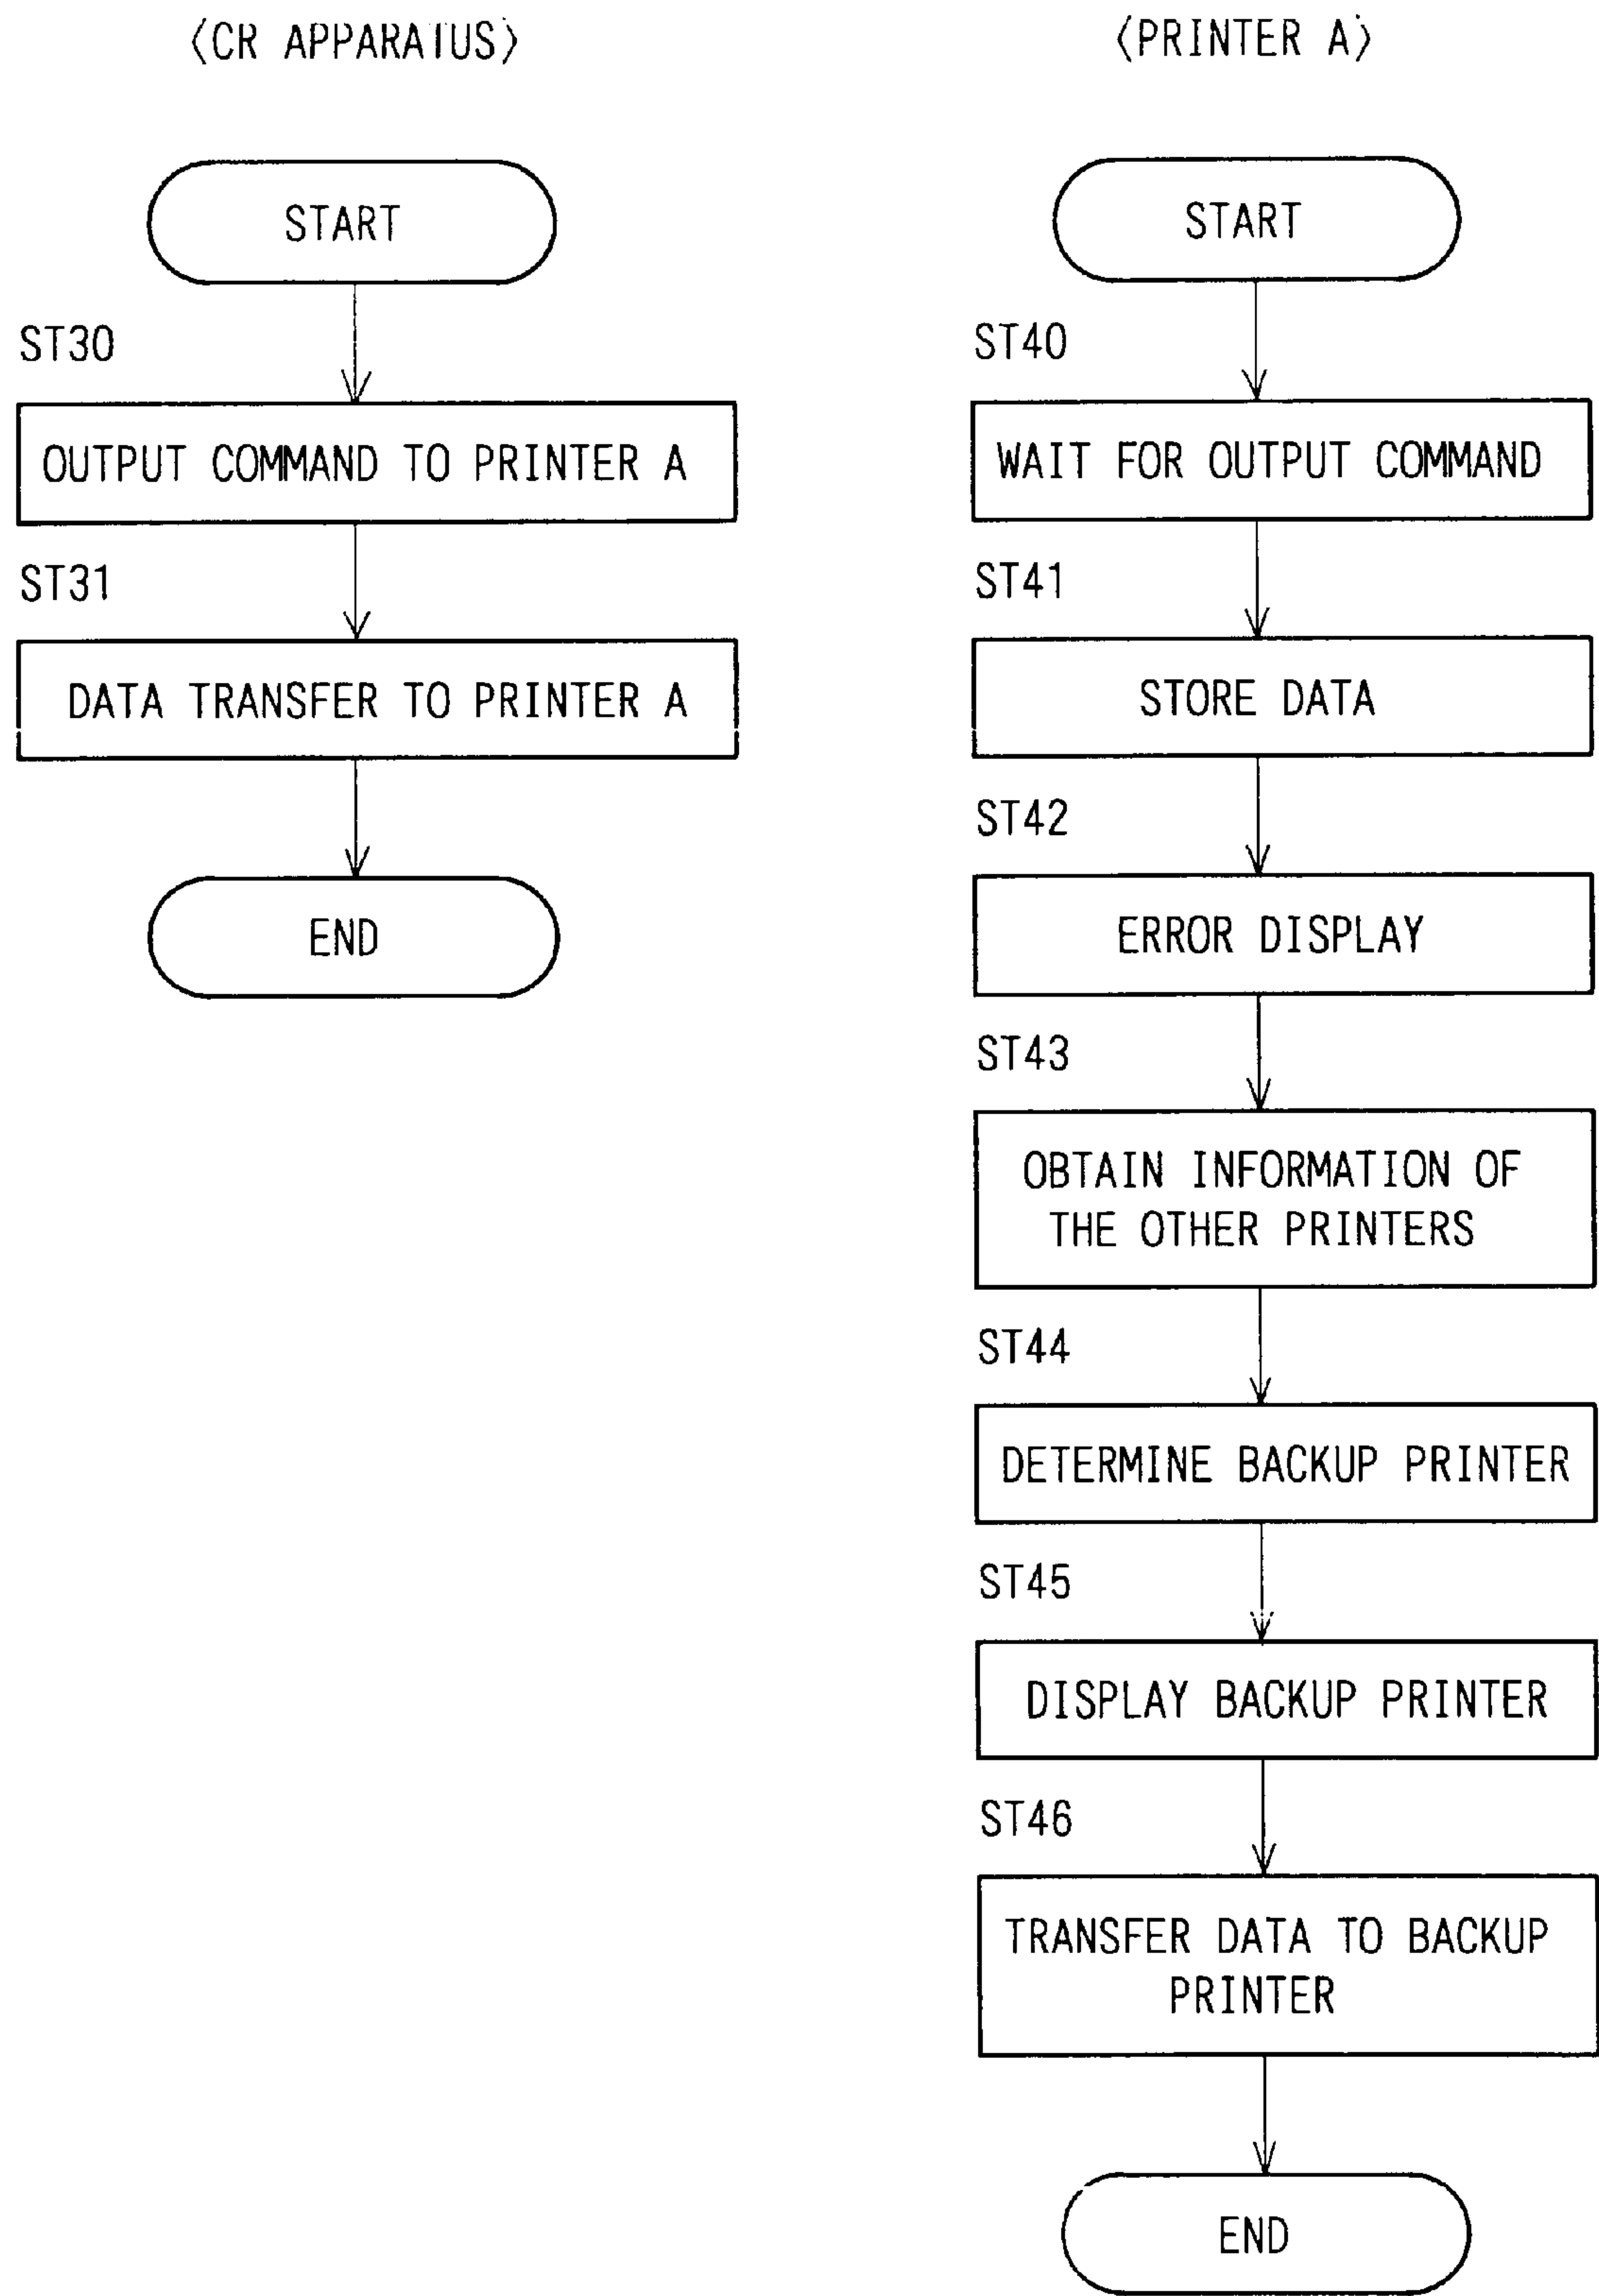 〈CR APPARATUS〉
START
ST30
OUTPUT COMMAND TO PRINTER A
ST31
DATA TRANSFER TO PRINTER A
END
〈PRINTER A〉
START
ST40
WAIT FOR OUTPUT COMMAND
ST41
STORE DATA
ST42
ERROR DISPLAY
ST43
OBTAIN INFORMATION OF
THE OTHER PRINTERS
ST44
DETERMINE BACKUP PRINTER
ST45
DISPLAY BACKUP PRINTER
ST46
TRANSFER DATA TO BACKUP
PRINTER
END